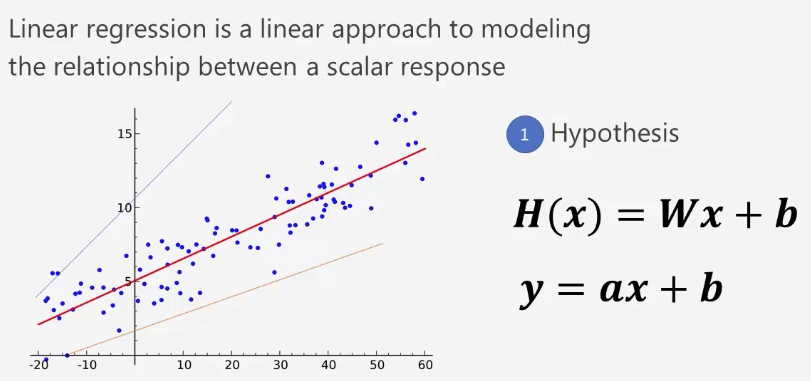 Linear regression is a linear approach to modeling
the relationship between a scalar response
1 Hypothesis
H(x) = Wx + b
y = ax + b
15
10
5
-20 -10 10 20 30 40 50 60